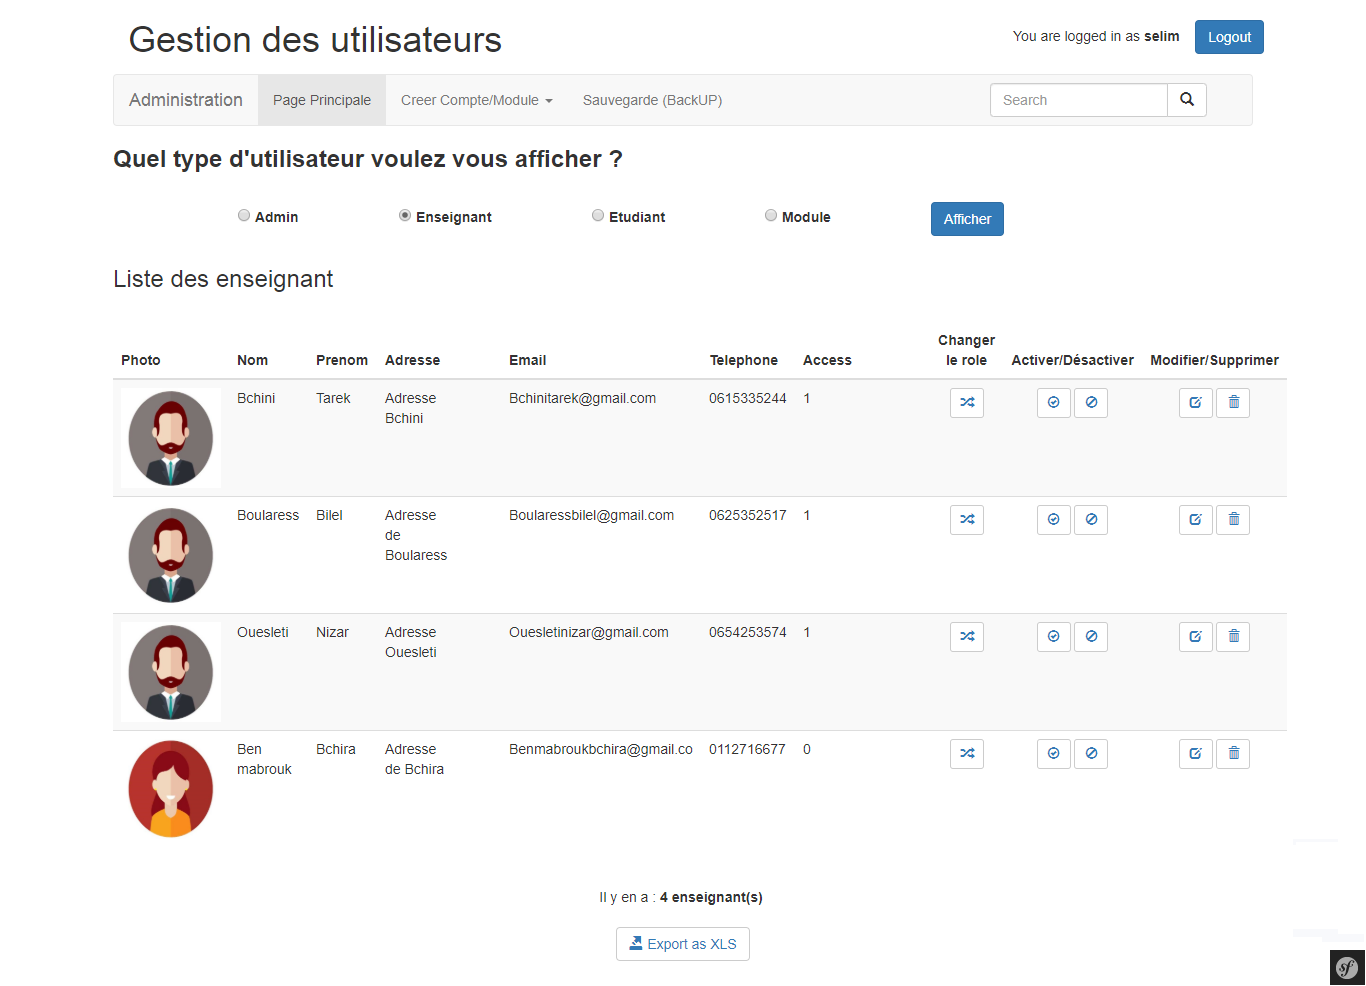 Gestion des utilisateurs
You are logged in as selim
Logout
Administration
Page Principale
Creer Compte/Module
Sauvegarde (BackUP)
Search
Quel type d'utilisateur voulez vous afficher ?
Admin
Enseignant
Etudiant
Module
Afficher
Liste des enseignant
Photo Nom Prenom Adresse Email Telephone Access Changer le role Activer/Désactiver Modifier/Supprimer
Bchini Tarek Adresse Bchini Bchinitarek@gmail.com 0615335244 1
Boularess Bilel Adresse de Boularess Boularessbilel@gmail.com 0625352517 1
Ouesleti Nizar Adresse Ouesleti Ouesletinizar@gmail.com 0654253574 1
Ben mabrouk Bchira Adresse de Bchira Benmabroukbchira@gmail.co 0112716677 0
Il y en a : 4 enseignant(s)
Export as XLS
sf